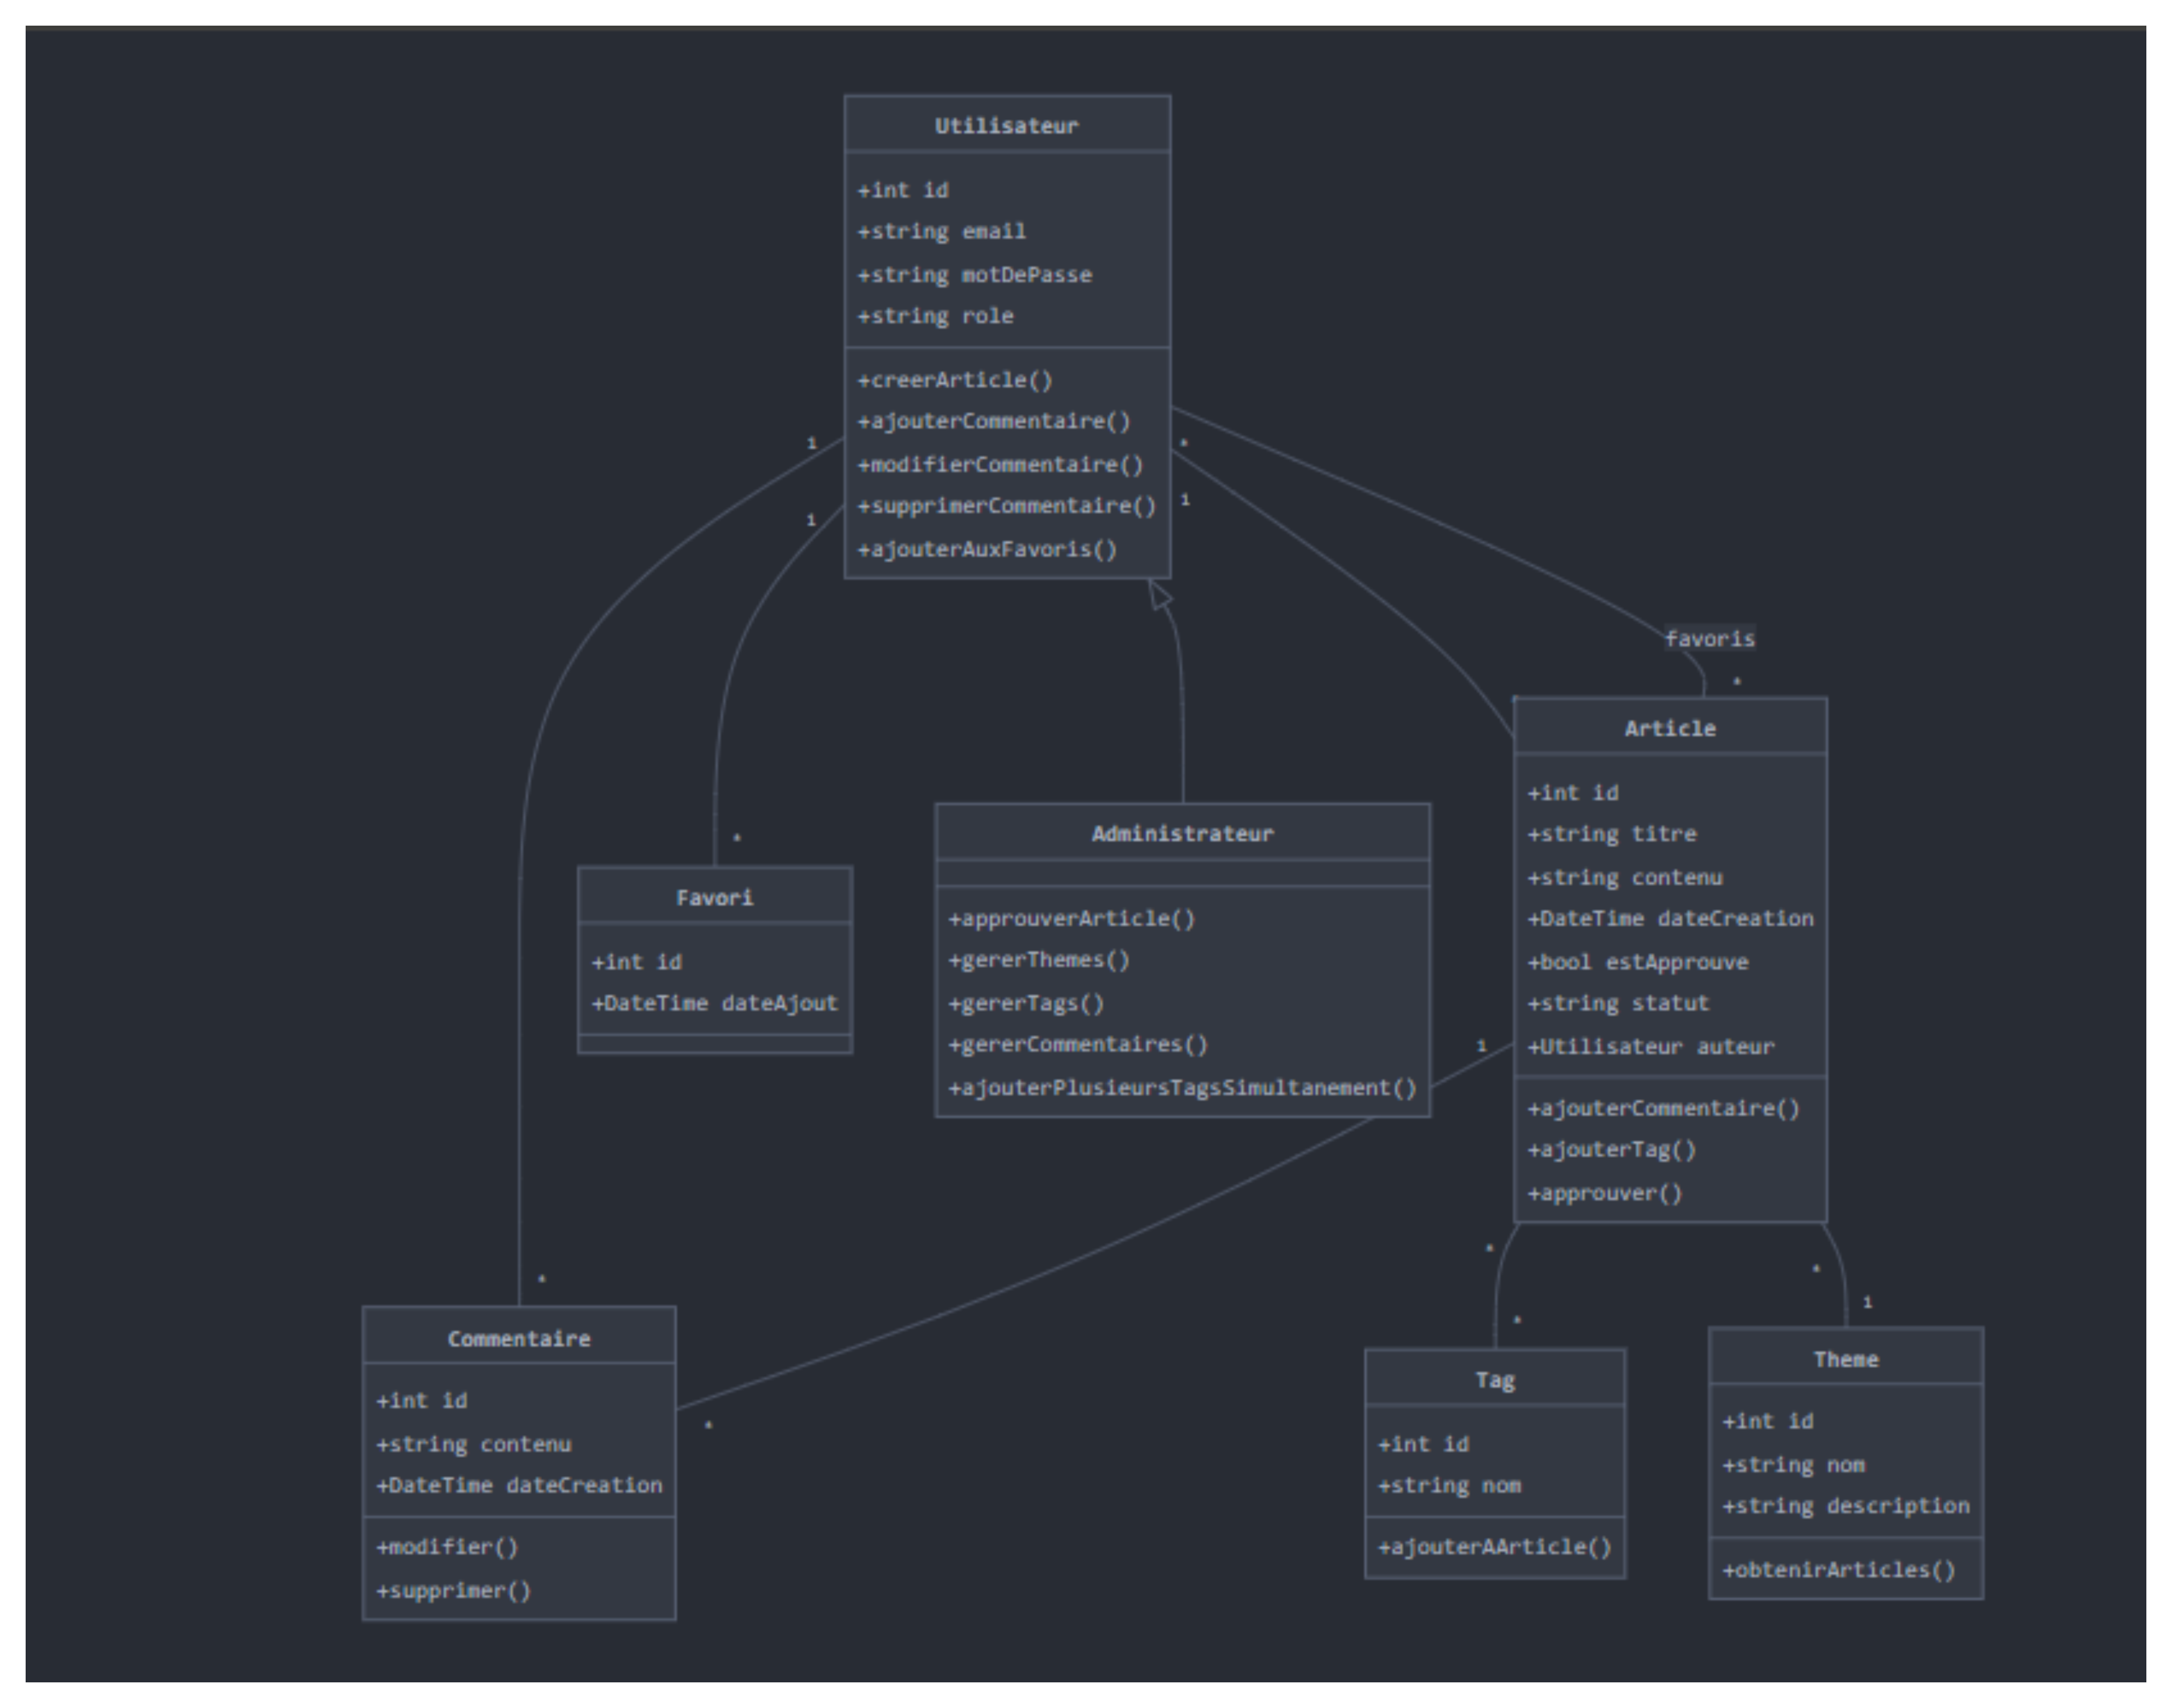 Utilisateur
+int id
+string email
+string motDePasse
+string role
+creerArticle()
+ajouterCommentaire()
+modifierCommentaire()
+supprimerCommentaire()
+ajouterAuxFavoris()
1
1
*
1
favoris
*
Article
+int id
+string titre
+string contenu
+DateTime dateCreation
+bool estApprouve
+string statut
+Utilisateur auteur
+ajouterCommentaire()
+ajouterTag()
+approuver()
*
Favori
+int id
+DateTime dateAjout
Administrateur
+approuverArticle()
+gererThemes()
+gererTags()
+gererCommentaires()
+ajouterPlusieursTagsSimultanement()
1
*
*
*
*
1
*
Commentaire
+int id
+string contenu
+DateTime dateCreation
+modifier()
+supprimer()
Tag
+int id
+string nom
+ajouterAArticle()
Theme
+int id
+string nom
+string description
+obtenirArticles()